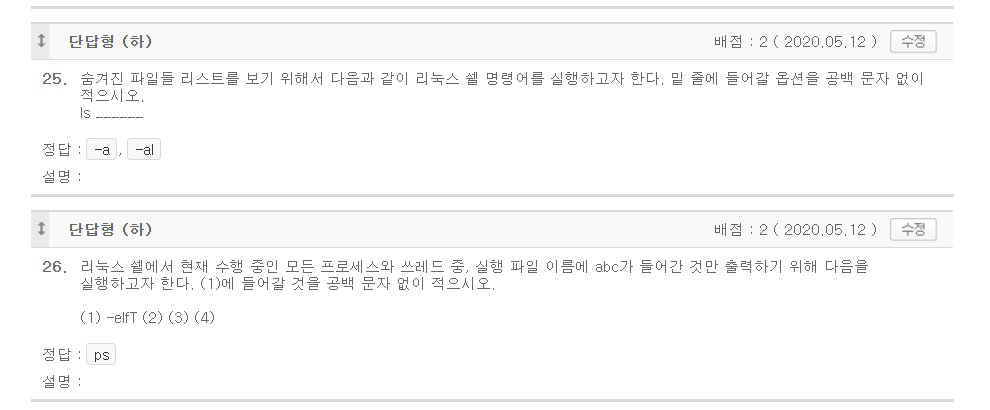 단답형 (하) 배점 : 2 ( 2020.05.12 ) 수정
25. 숨겨진 파일들 리스트를 보기 위해서 다음과 같이 리눅스 쉘 명령어를 실행하고자 한다. 밑 줄에 들어갈 옵션을 공백 문자 없이
적으시오.
ls ______
정답 : -a , -al
설명 :
단답형 (하) 배점 : 2 ( 2020.05.12 ) 수정
26. 리눅스 쉘에서 현재 수행 중인 모든 프로세스와 쓰레드 중, 실행 파일 이름에 abc가 들어간 것만 출력하기 위해 다음을
실행하고자 한다. (1)에 들어갈 것을 공백 문자 없이 적으시오.
(1) -elfT (2) (3) (4)
정답 : ps
설명 :